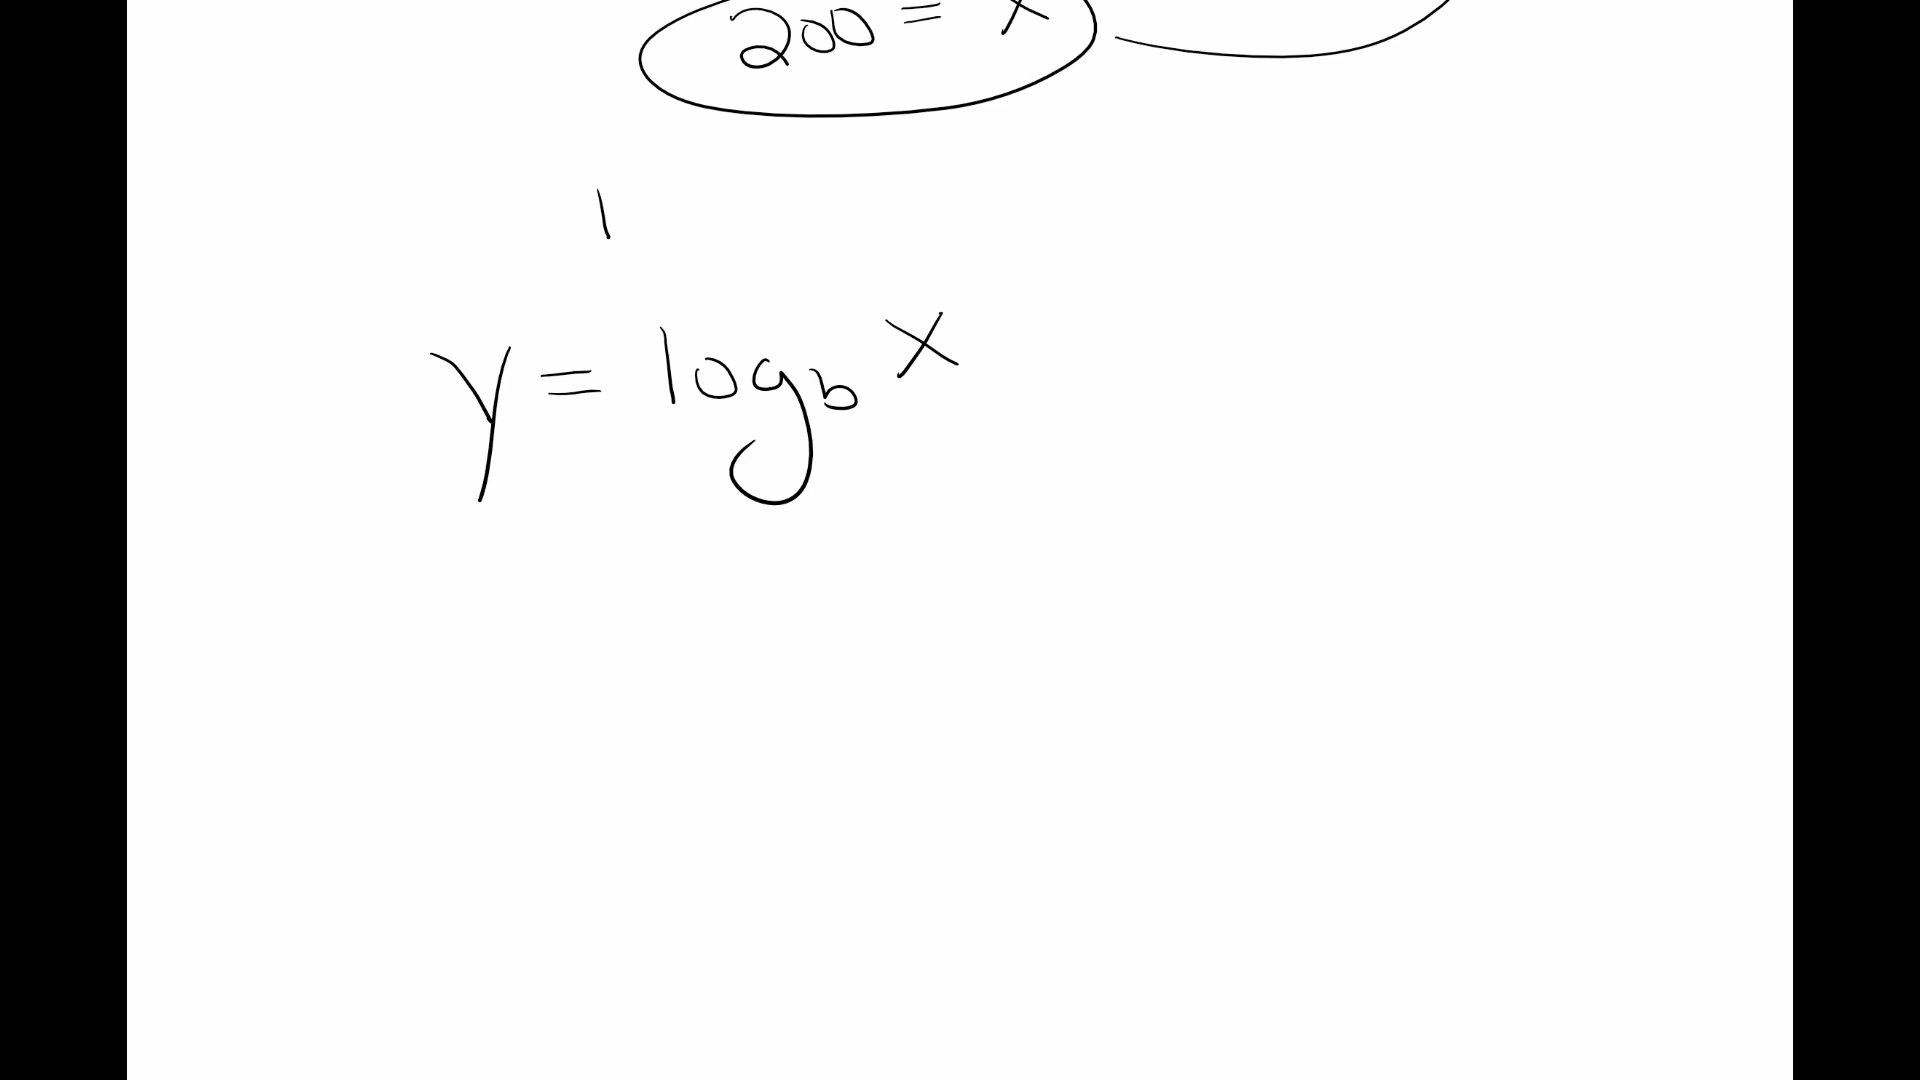 200 = x
\
y = log_b x